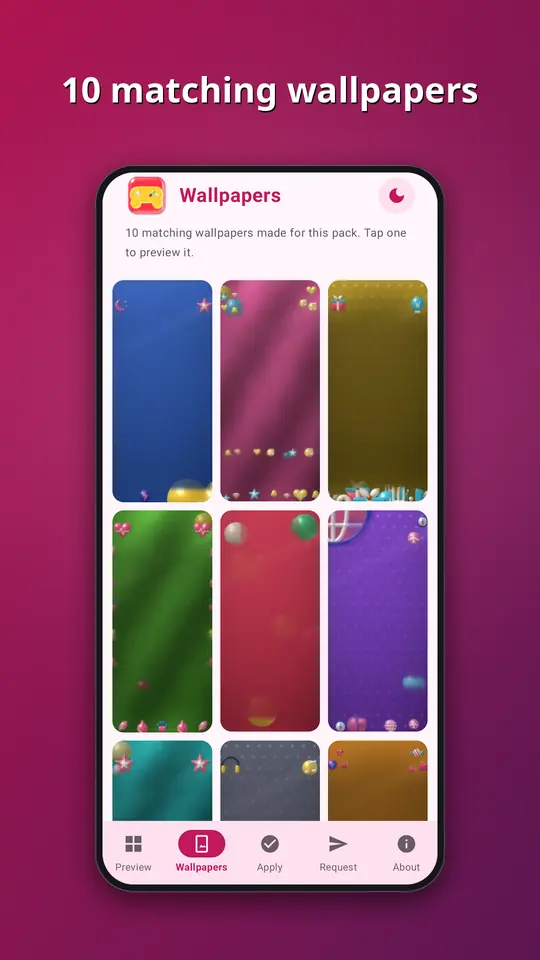 10 matching wallpapers
Wallpapers
10 matching wallpapers made for this pack. Tap one
to preview it.
Preview
Wallpapers
Apply
Request
About